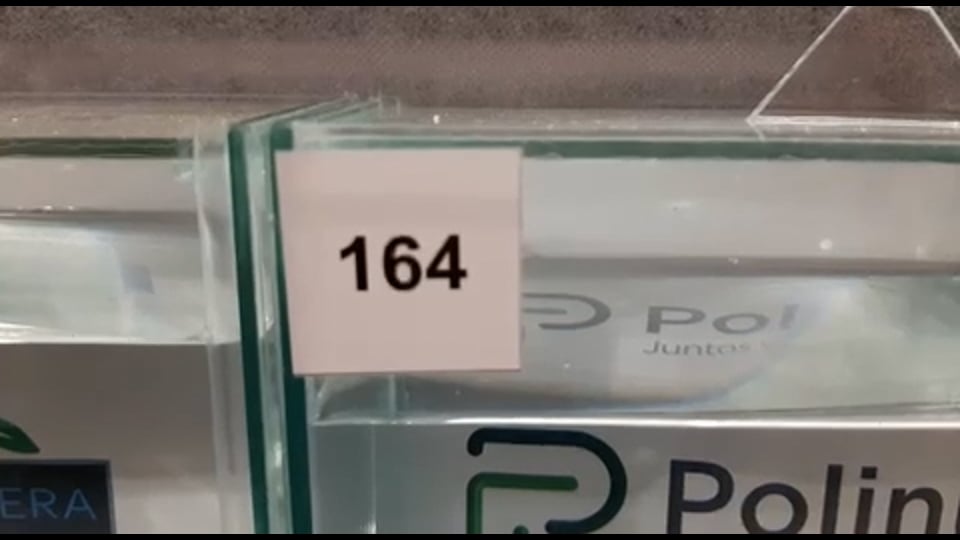 164
Pol
Juntos
ERA
Polin